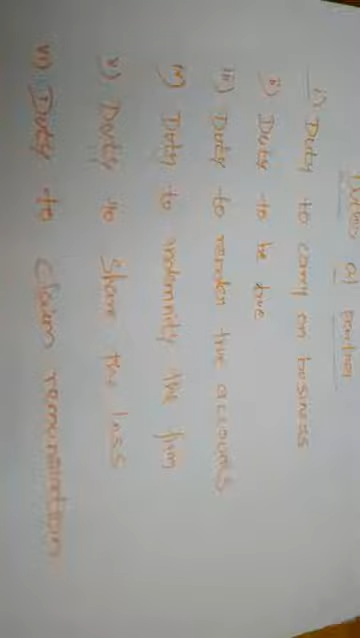 Duties of partner
i) Duty to carry on business
ii) Duty to be true
iii) Duty to render true accounts
iv) Duty to indemnity the firm
v) Duty to share the loss
vi) Duty to claim remuneration